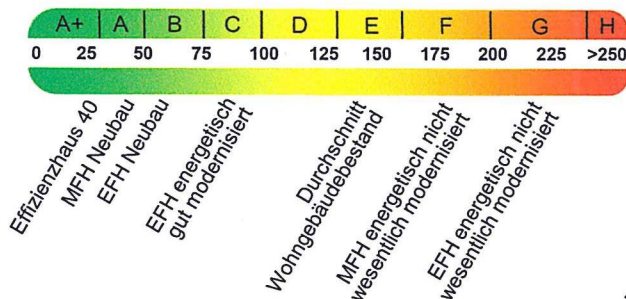 A+ A B C D E F G H
0 25 50 75 100 125 150 175 200 225 >250
Effizienzhaus 40
MFH Neubau
EFH Neubau
EFH energetisch
gut modernisiert
Durchschnitt
Wohngebäudebestand
MFH energetisch nicht
wesentlich modernisiert
EFH energetisch nicht
wesentlich modernisiert